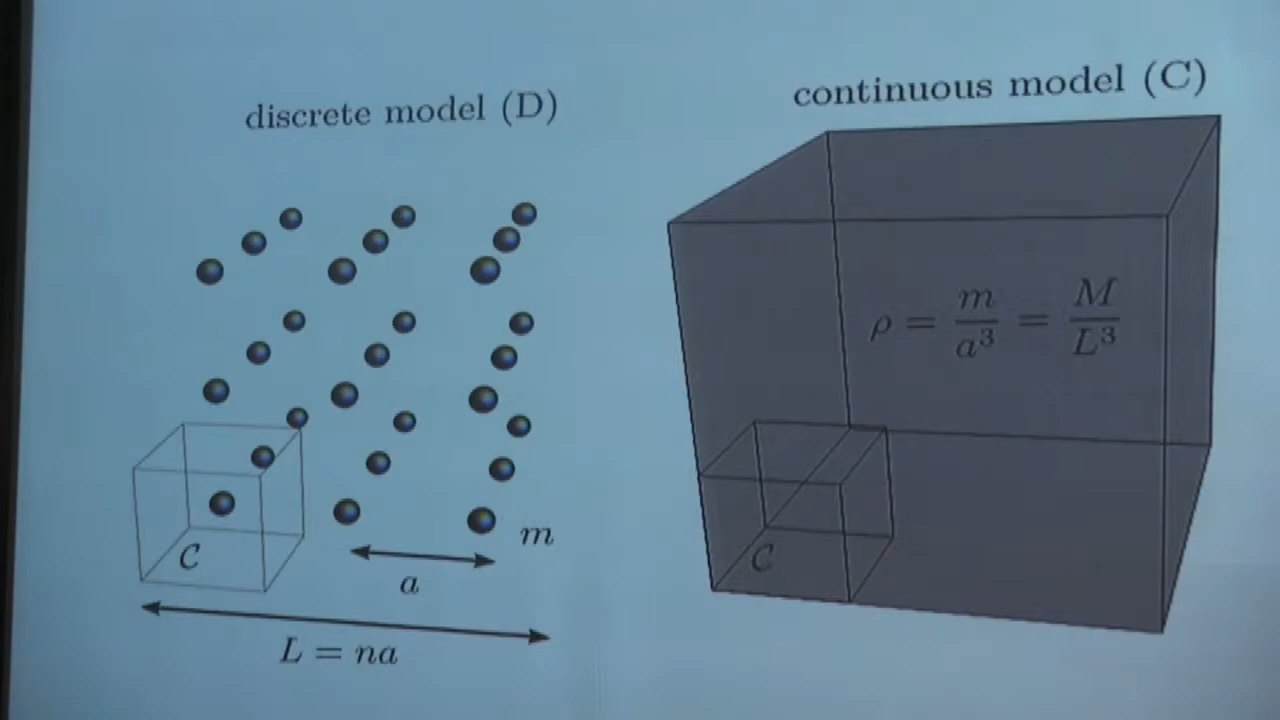 discrete model (D)
m
C
a
L = na
continuous model (C)
ρ = m/a³ = M/L³
C